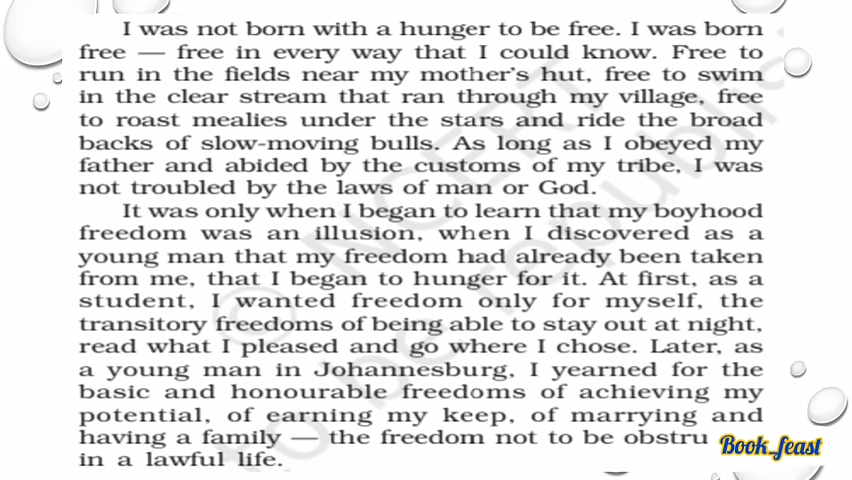 I was not born with a hunger to be free. I was born
free — free in every way that I could know. Free to
run in the fields near my mother's hut, free to swim
in the clear stream that ran through my village, free
to roast mealies under the stars and ride the broad
backs of slow-moving bulls. As long as I obeyed my
father and abided by the customs of my tribe, I was
not troubled by the laws of man or God.
It was only when I began to learn that my boyhood
freedom was an illusion, when I discovered as a
young man that my freedom had already been taken
from me, that I began to hunger for it. At first, as a
student, I wanted freedom only for myself, the
transitory freedoms of being able to stay out at night,
read what I pleased and go where I chose. Later, as
a young man in Johannesburg, I yearned for the
basic and honourable freedoms of achieving my
potential, of earning my keep, of marrying and
having a family — the freedom not to be obstru
in a lawful life.
Book_feast
© NCERT
to be republis